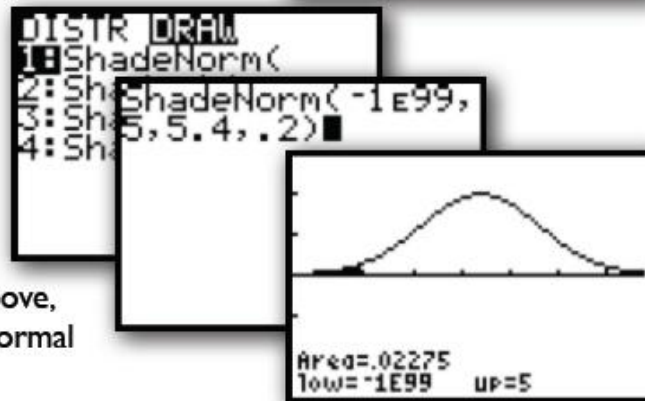 DISTR DRAW
1:ShadeNorm(
2:Sh
3:Sh
4:Sh
ShadeNorm(-1E99,
5,5.4,.2)
Area=.02275
low=-1E99 up=5
ove,
ormal